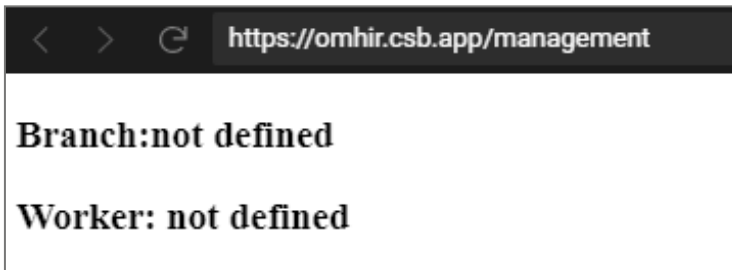 https://omhir.csb.app/management
Branch:not defined
Worker: not defined